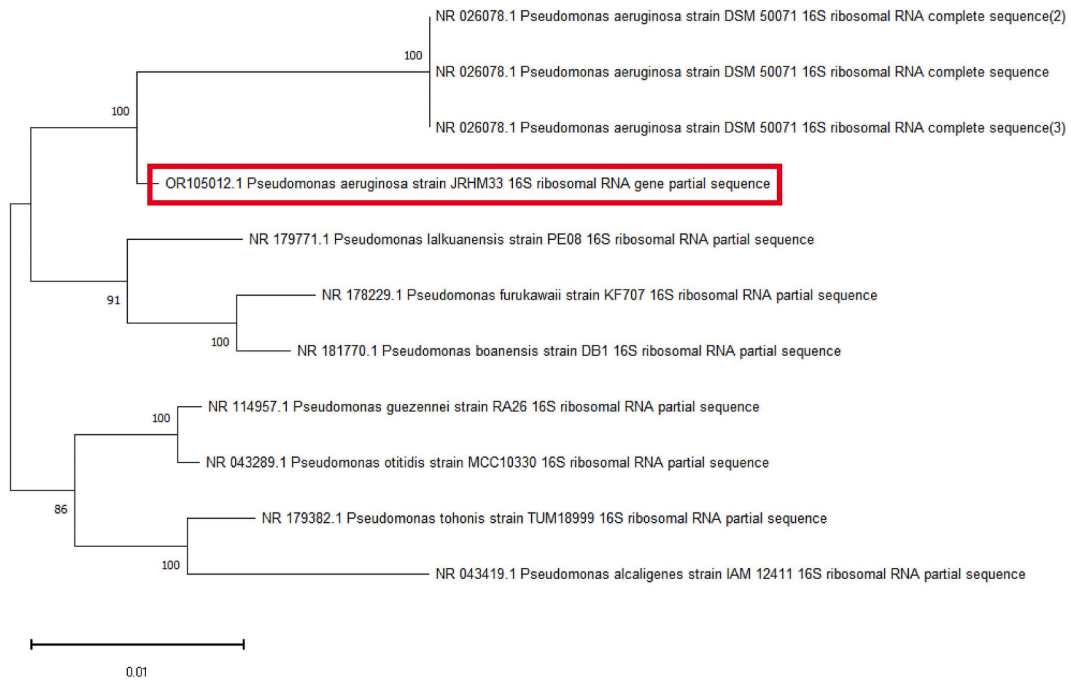 NR 026078.1 Pseudomonas aeruginosa strain DSM 50071 16S ribosomal RNA complete sequence(2)
100
NR 026078.1 Pseudomonas aeruginosa strain DSM 50071 16S ribosomal RNA complete sequence
100
NR 026078.1 Pseudomonas aeruginosa strain DSM 50071 16S ribosomal RNA complete sequence(3)
OR105012.1 Pseudomonas aeruginosa strain JRHM33 16S ribosomal RNA gene partial sequence
NR 179771.1 Pseudomonas lalkuanensis strain PE08 16S ribosomal RNA partial sequence
91
NR 178229.1 Pseudomonas furukawaii strain KF707 16S ribosomal RNA partial sequence
100
NR 181770.1 Pseudomonas boanensis strain DB1 16S ribosomal RNA partial sequence
NR 114957.1 Pseudomonas guezennei strain RA26 16S ribosomal RNA partial sequence
100
NR 043289.1 Pseudomonas otitidis strain MCC10330 16S ribosomal RNA partial sequence
86
NR 179382.1 Pseudomonas tohonis strain TUM18999 16S ribosomal RNA partial sequence
100
NR 043419.1 Pseudomonas alcaligenes strain IAM 12411 16S ribosomal RNA partial sequence
0.01